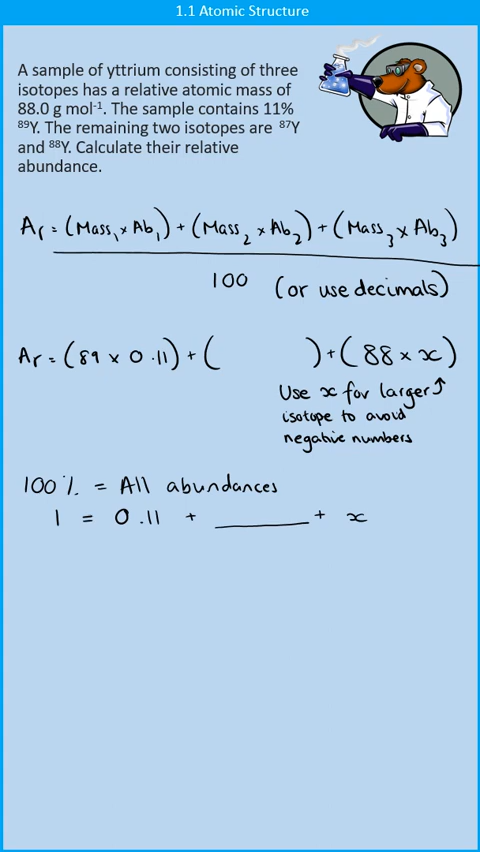 1.1 Atomic Structure
A sample of yttrium consisting of three
isotopes has a relative atomic mass of
88.0 g mol⁻¹. The sample contains 11%
⁸⁹Y. The remaining two isotopes are ⁸⁷Y
and ⁸⁸Y. Calculate their relative
abundance.
Ar = (Mass₁ x Ab₁) + (Mass₂ x Ab₂) + (Mass₃ x Ab₃)
100 (or use decimals)
Ar = (89 x 0.11) + ( ) + (88 x x)
Use x for larger ↑
isotope to avoid
negative numbers
100% = All abundances
1 = 0.11 + ______ + x